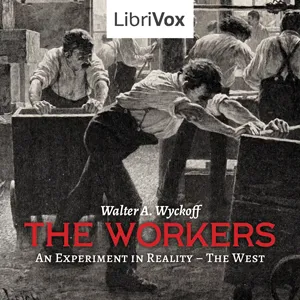 LibriVox
Walter A. Wyckoff
THE WORKERS
An Experiment in Reality – The West